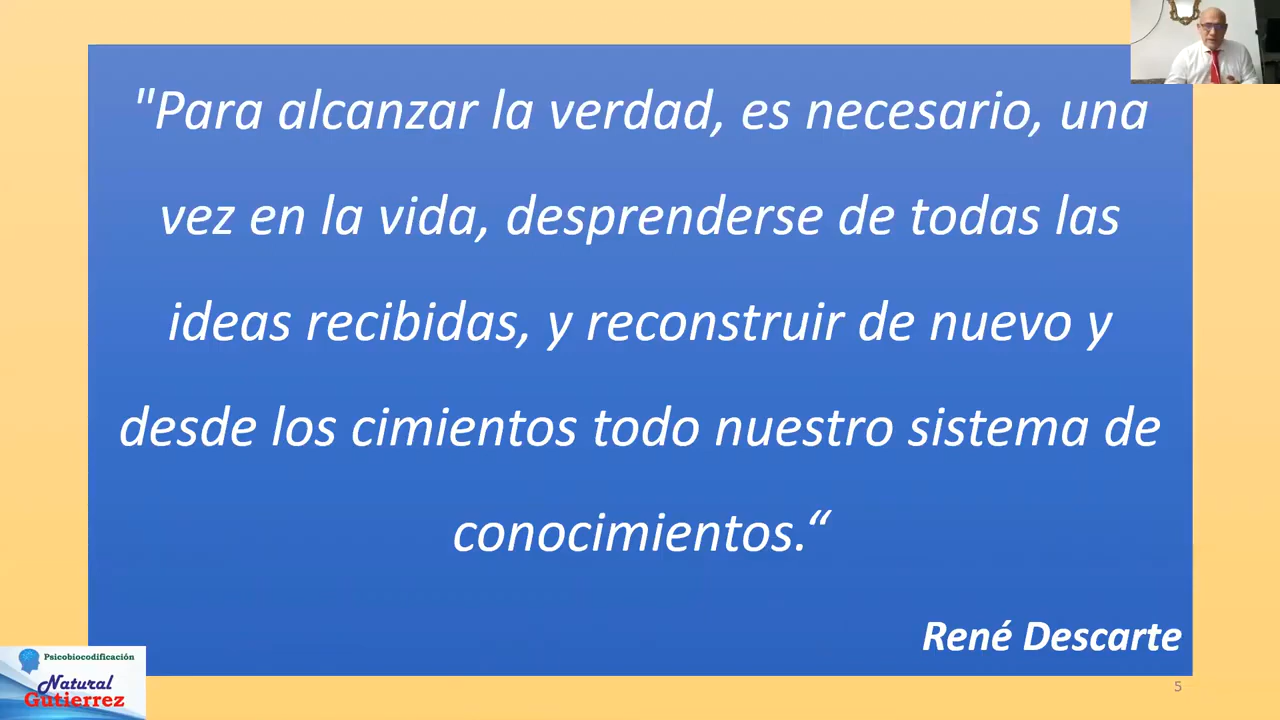 "Para alcanzar la verdad, es necesario, una
vez en la vida, desprenderse de todas las
ideas recibidas, y reconstruir de nuevo y
desde los cimientos todo nuestro sistema de
conocimientos.“
René Descarte
Psicobiocodificación
Natural
Gutierrez
5